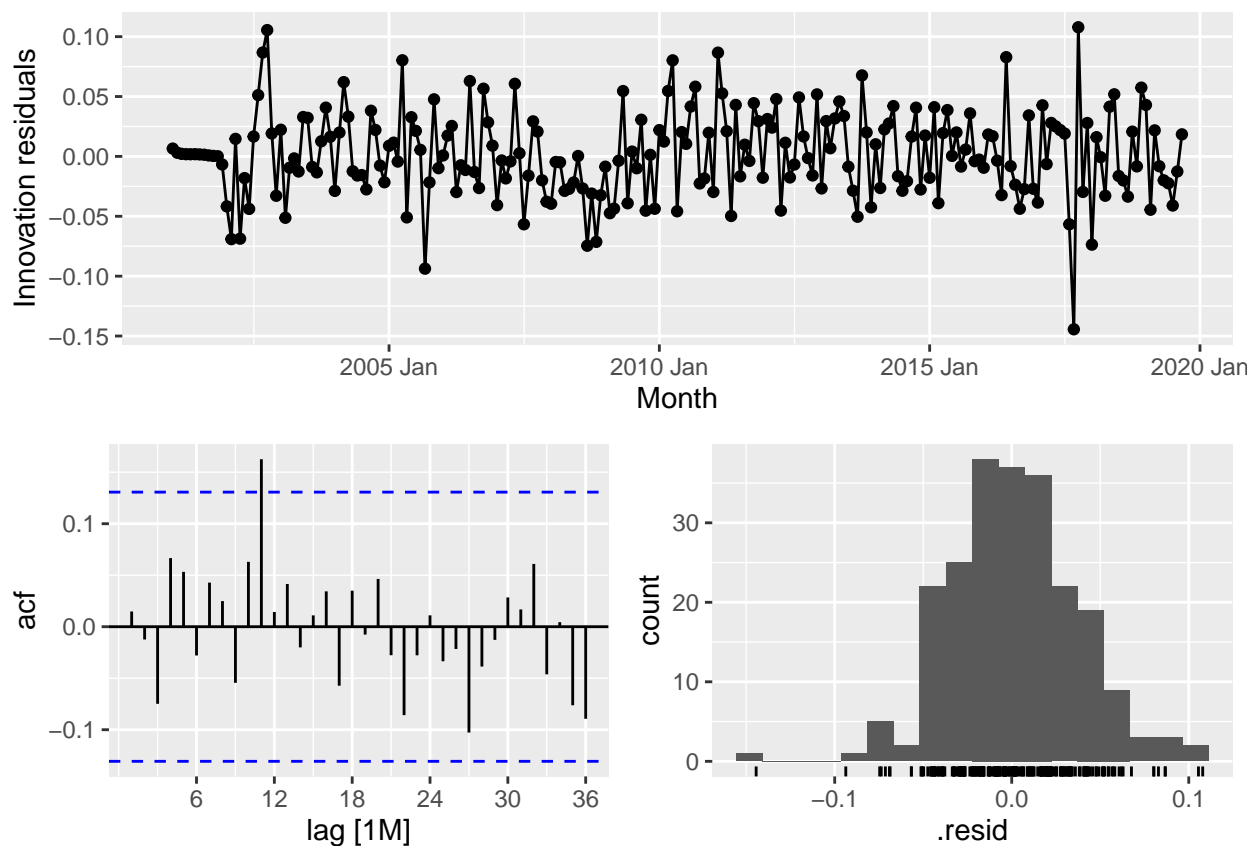 Innovation residuals
0.10
0.05
0.00
−0.05
−0.10
−0.15
2005 Jan 2010 Jan 2015 Jan 2020 Jan
Month
acf
0.1
0.0
−0.1
6 12 18 24 30 36
lag [1M]
count
30
20
10
0
−0.1 0.0 0.1
.resid